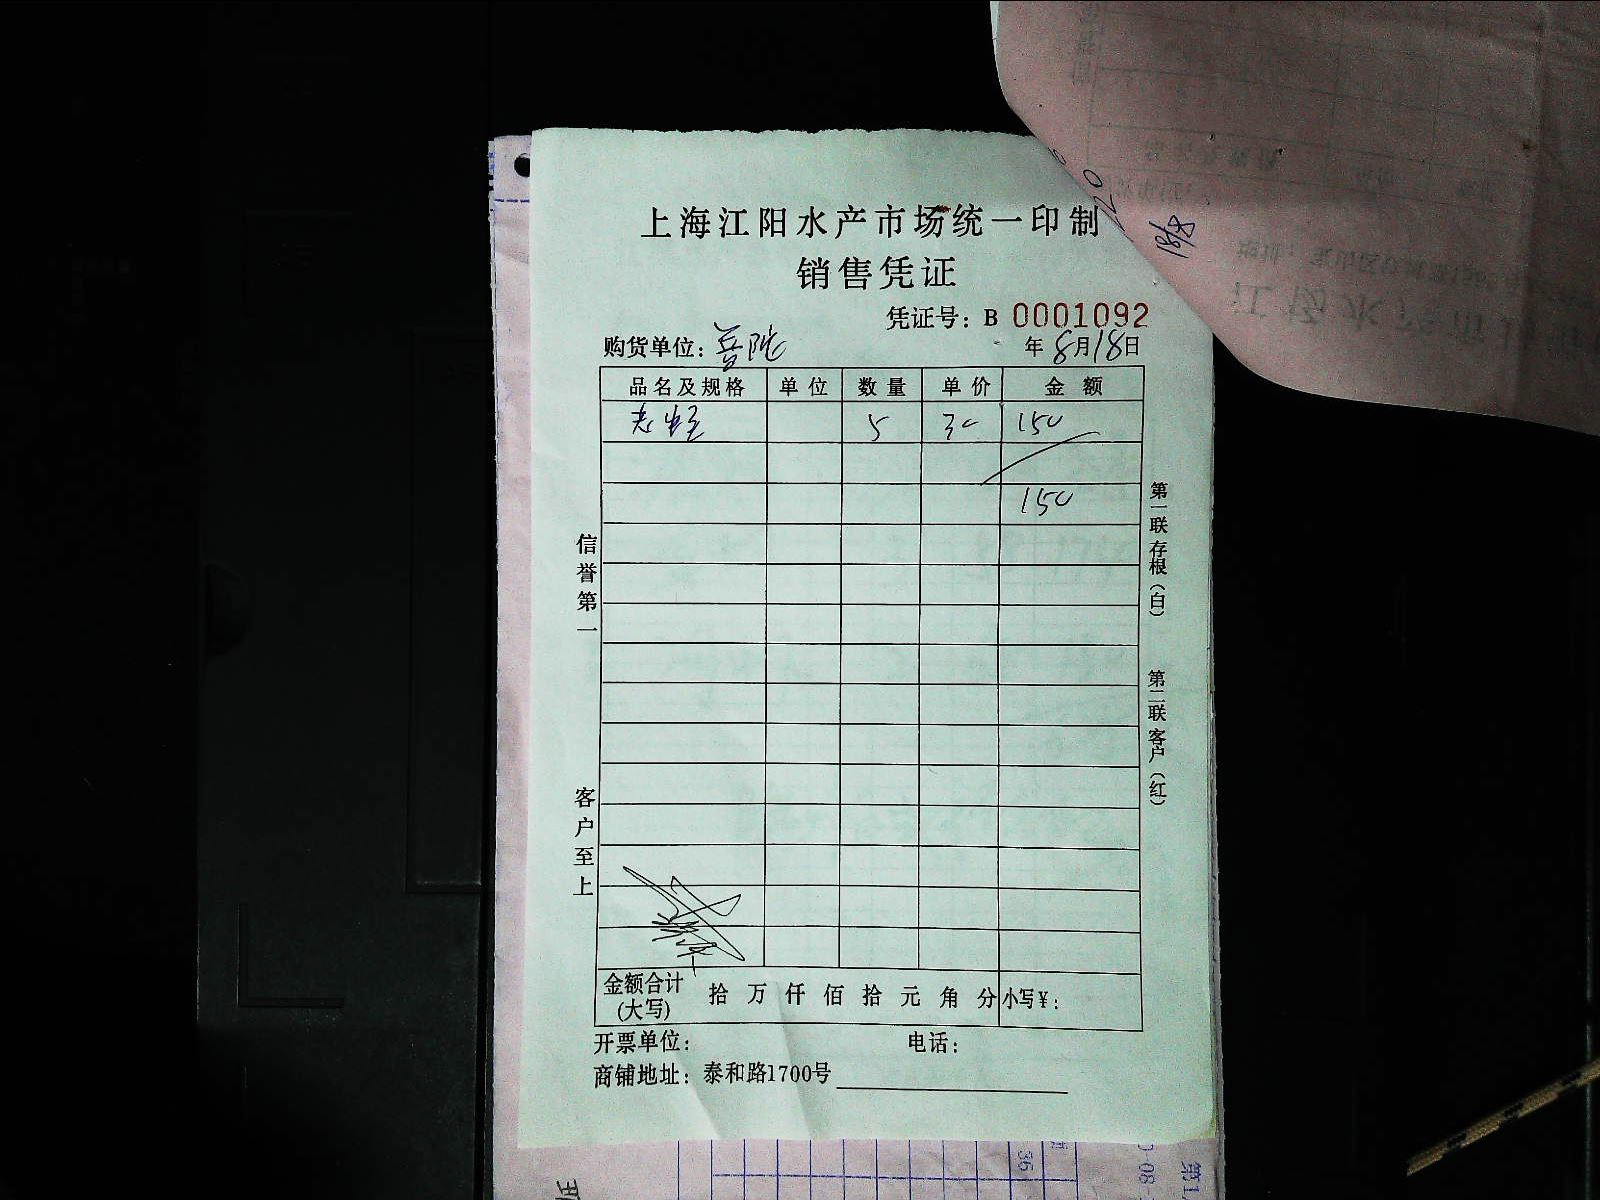 上海江阳水产市场统一印制
销售凭证
凭证号：B 0001092
购货单位：
年 8月18日
品名及规格 单位 数量 单价 金额
5 30 150
150
信誉第一
客户至上
第一联 存根（白）
第二联 客户（红）
金额合计（大写） 拾 万 仟 佰 拾 元 角 分 小写¥：
开票单位： 电话：
商铺地址：泰和路1700号